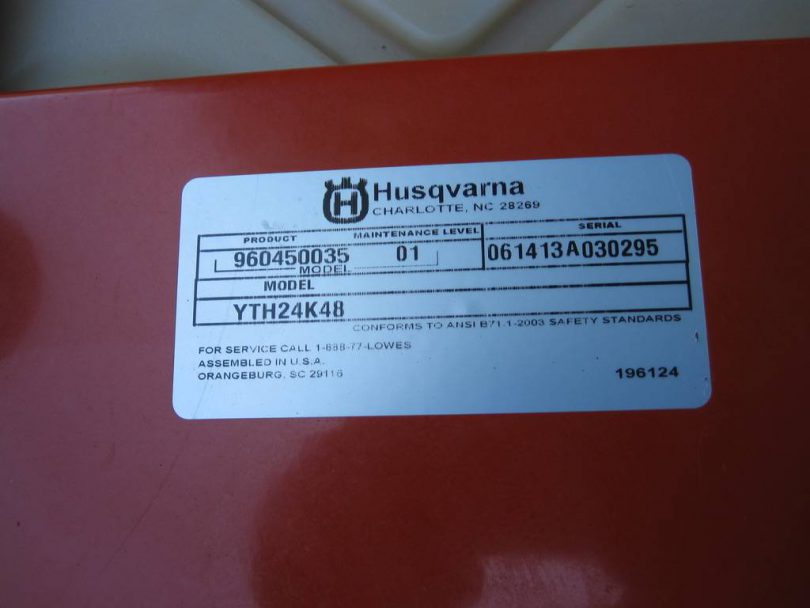 Husqvarna
CHARLOTTE, NC 28269
PRODUCT MAINTENANCE LEVEL SERIAL
960450035 01 061413A030295
MODEL
MODEL
YTH24K48
CONFORMS TO ANSI B71.1-2003 SAFETY STANDARDS
FOR SERVICE CALL 1-888-77-LOWES
ASSEMBLED IN U.S.A.
ORANGEBURG, SC 29116
196124